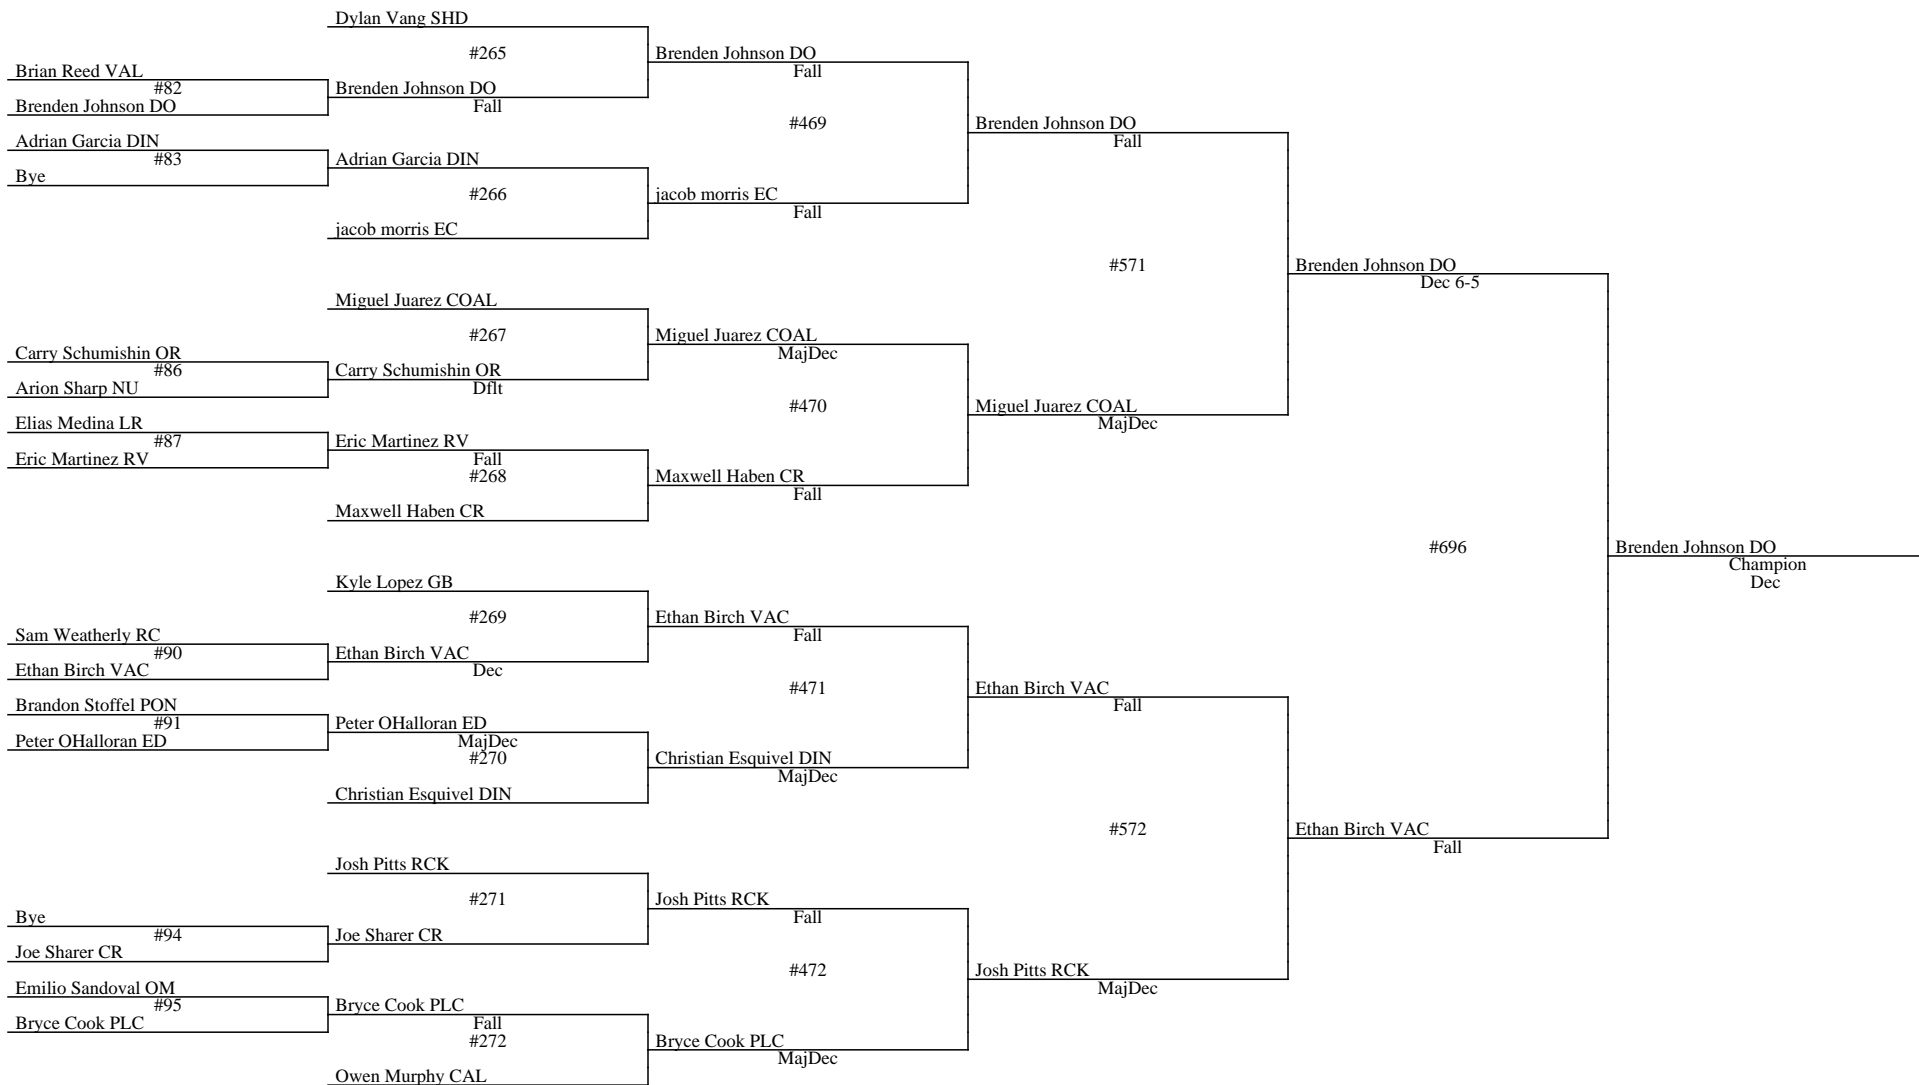 Dylan Vang SHD
#265
Brenden Johnson DO
Fall
Brian Reed VAL
#82
Brenden Johnson DO
Brenden Johnson DO
Fall
#469
Brenden Johnson DO
Fall
Adrian Garcia DIN
#83
Bye
Adrian Garcia DIN
#266
jacob morris EC
Fall
jacob morris EC
#571
Brenden Johnson DO
Dec 6-5
Miguel Juarez COAL
#267
Miguel Juarez COAL
MajDec
Carry Schumishin OR
#86
Arion Sharp NU
Carry Schumishin OR
Dflt
#470
Miguel Juarez COAL
MajDec
Elias Medina LR
#87
Eric Martinez RV
Eric Martinez RV
Fall
#268
Maxwell Haben CR
Fall
Maxwell Haben CR
#696
Brenden Johnson DO
Champion
Dec
Kyle Lopez GB
#269
Ethan Birch VAC
Fall
Sam Weatherly RC
#90
Ethan Birch VAC
Ethan Birch VAC
Dec
#471
Ethan Birch VAC
Fall
Brandon Stoffel PON
#91
Peter OHalloran ED
Peter OHalloran ED
MajDec
#270
Christian Esquivel DIN
MajDec
Christian Esquivel DIN
#572
Ethan Birch VAC
Fall
Josh Pitts RCK
#271
Josh Pitts RCK
Fall
Bye
#94
Joe Sharer CR
Joe Sharer CR
#472
Josh Pitts RCK
MajDec
Emilio Sandoval OM
#95
Bryce Cook PLC
Bryce Cook PLC
Fall
#272
Bryce Cook PLC
MajDec
Owen Murphy CAL